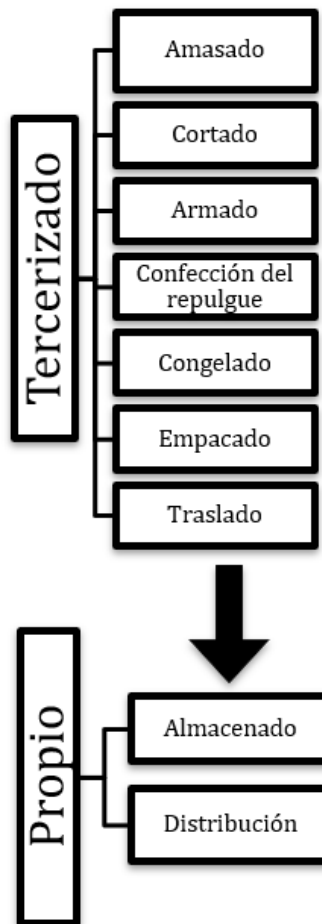 Tercerizado
Amasado
Cortado
Armado
Confección del
repulgue
Congelado
Empacado
Traslado
Propio
Almacenado
Distribución